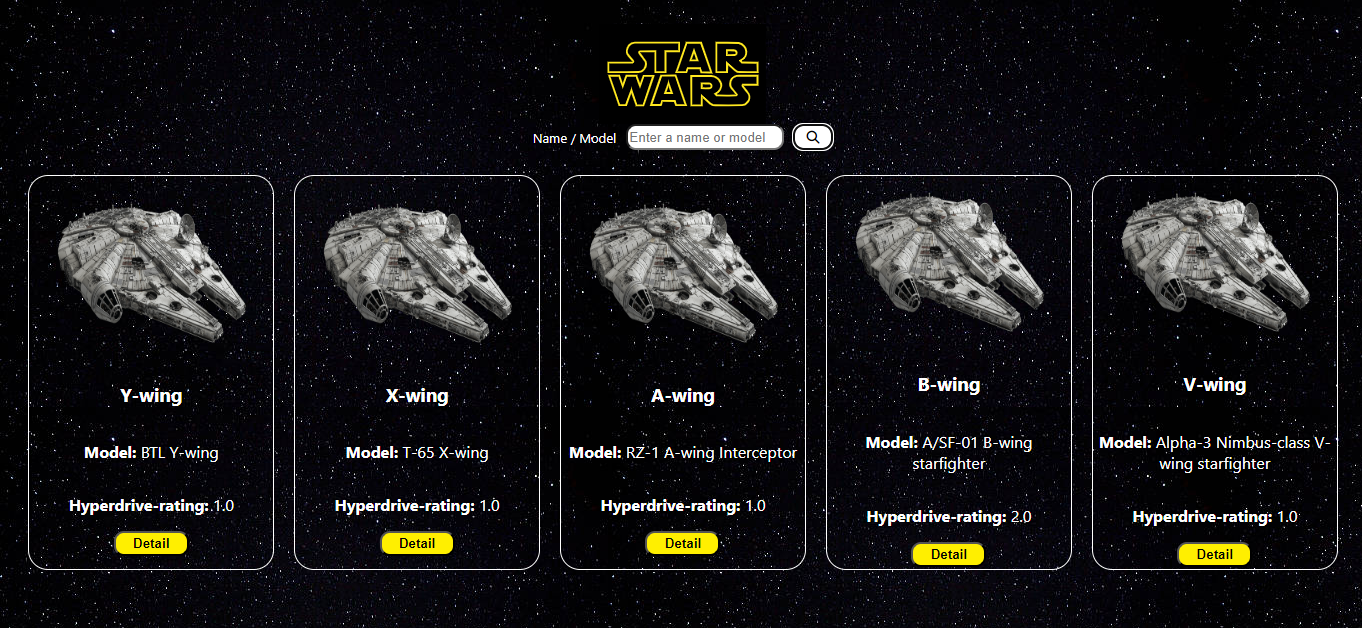 STAR
WARS
Name / Model
Enter a name or model
Y-wing
Model: BTL Y-wing
Hyperdrive-rating: 1.0
Detail
X-wing
Model: T-65 X-wing
Hyperdrive-rating: 1.0
Detail
A-wing
Model: RZ-1 A-wing Interceptor
Hyperdrive-rating: 1.0
Detail
B-wing
Model: A/SF-01 B-wing
starfighter
Hyperdrive-rating: 2.0
Detail
V-wing
Model: Alpha-3 Nimbus-class V-
wing starfighter
Hyperdrive-rating: 1.0
Detail